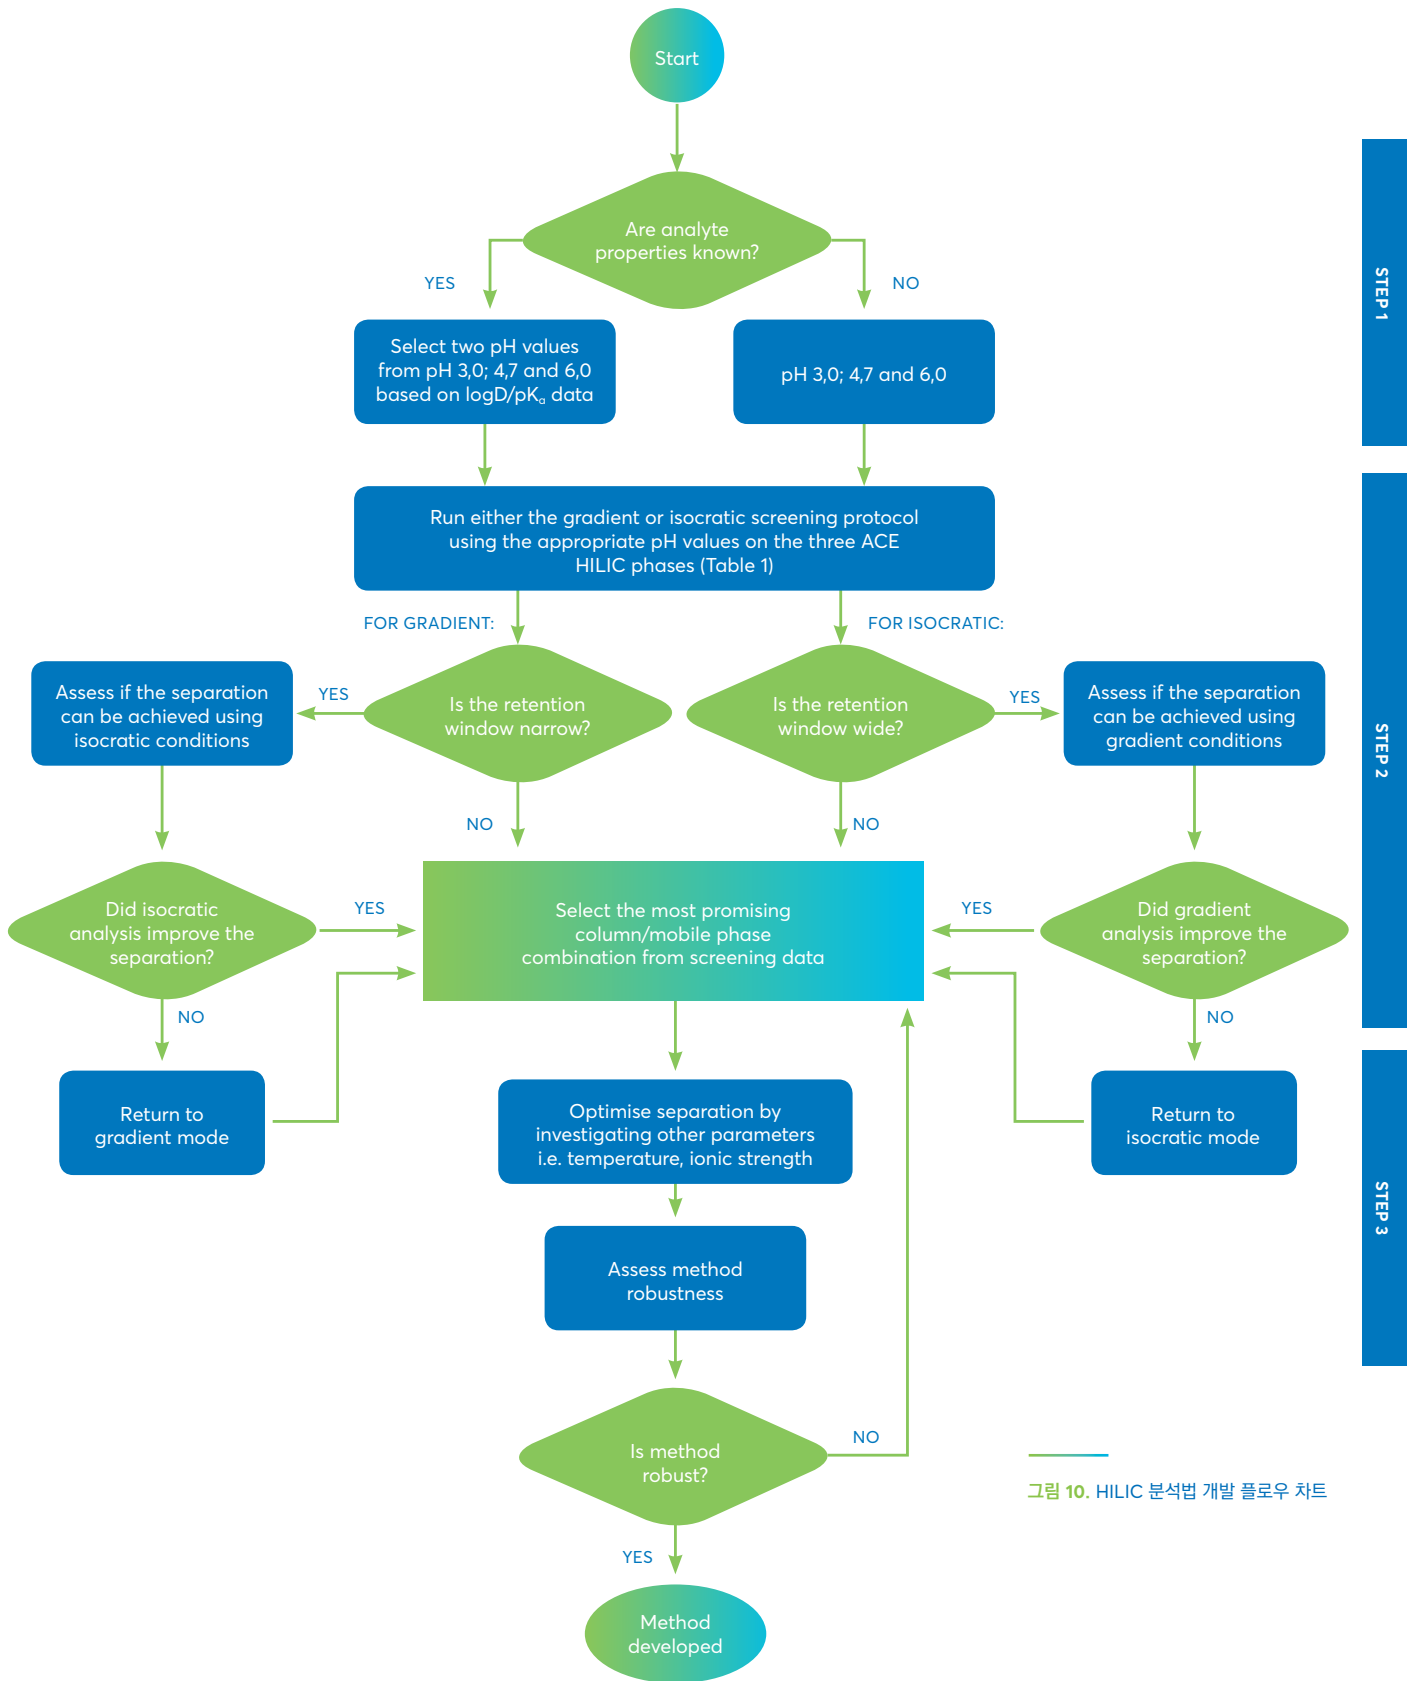 Start
Are analyte
properties known?
YES
NO
STEP 1
Select two pH values
from pH 3,0; 4,7 and 6,0
based on logD/pKₐ data
pH 3,0; 4,7 and 6,0
Run either the gradient or isocratic screening protocol
using the appropriate pH values on the three ACE
HILIC phases (Table 1)
FOR GRADIENT:
FOR ISOCRATIC:
Assess if the separation
can be achieved using
isocratic conditions
YES
Is the retention
window narrow?
Is the retention
window wide?
YES
Assess if the separation
can be achieved using
gradient conditions
STEP 2
NO
NO
Did isocratic
analysis improve the
separation?
YES
Select the most promising
column/mobile phase
combination from screening data
YES
Did gradient
analysis improve the
separation?
NO
NO
Return to
gradient mode
Optimise separation by
investigating other parameters
i.e. temperature, ionic strength
Return to
isocratic mode
STEP 3
Assess method
robustness
Is method
robust?
NO
그림 10. HILIC 분석법 개발 플로우 차트
YES
Method
developed